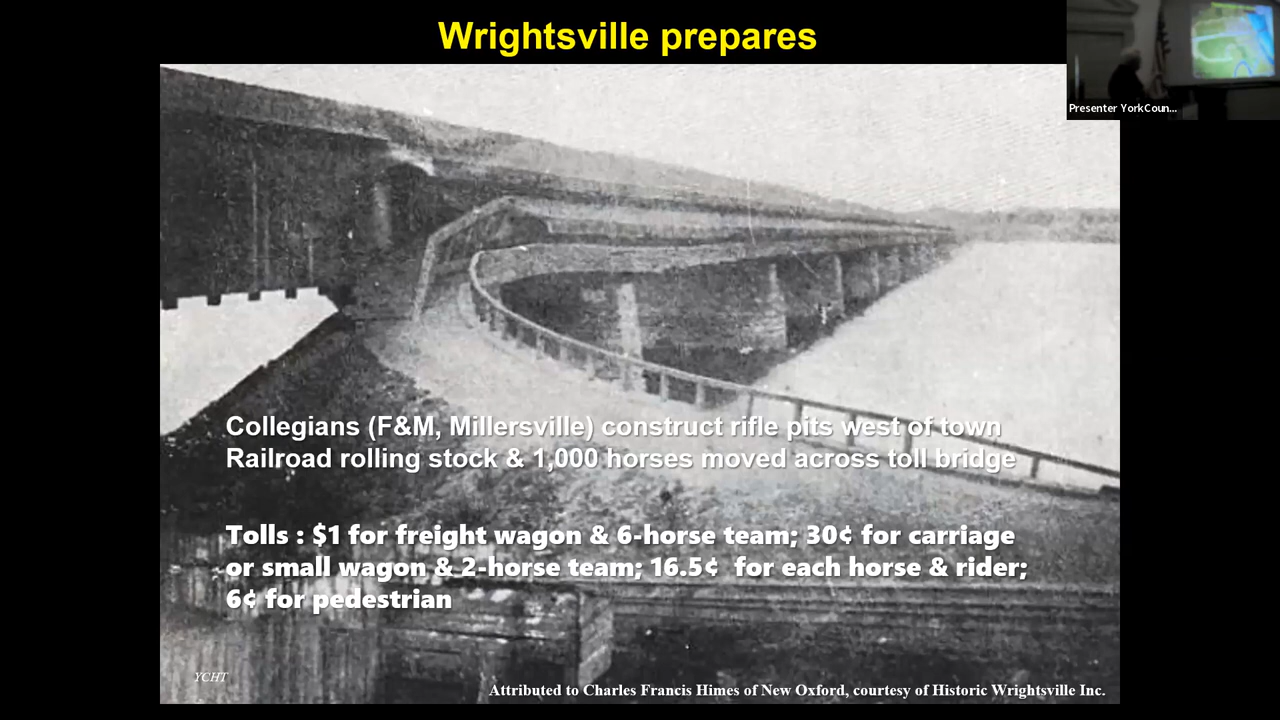 Wrightsville prepares
Presenter YorkCoun...
Collegians (F&M, Millersville) construct rifle pits west of town
Railroad rolling stock & 1,000 horses moved across toll bridge
Tolls : $1 for freight wagon & 6-horse team; 30¢ for carriage
or small wagon & 2-horse team; 16.5¢ for each horse & rider;
6¢ for pedestrian
YCHT
Attributed to Charles Francis Himes of New Oxford, courtesy of Historic Wrightsville Inc.